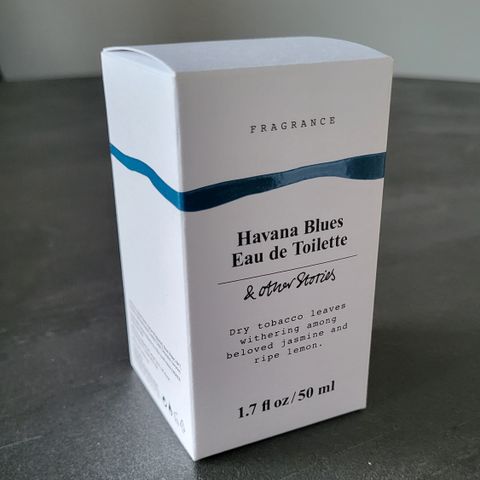 FRAGRANCE
Havana Blues
Eau de Toilette
& other Stories
Dry tobacco leaves
withering among
beloved jasmine and
ripe lemon.
1.7 fl oz/50 ml